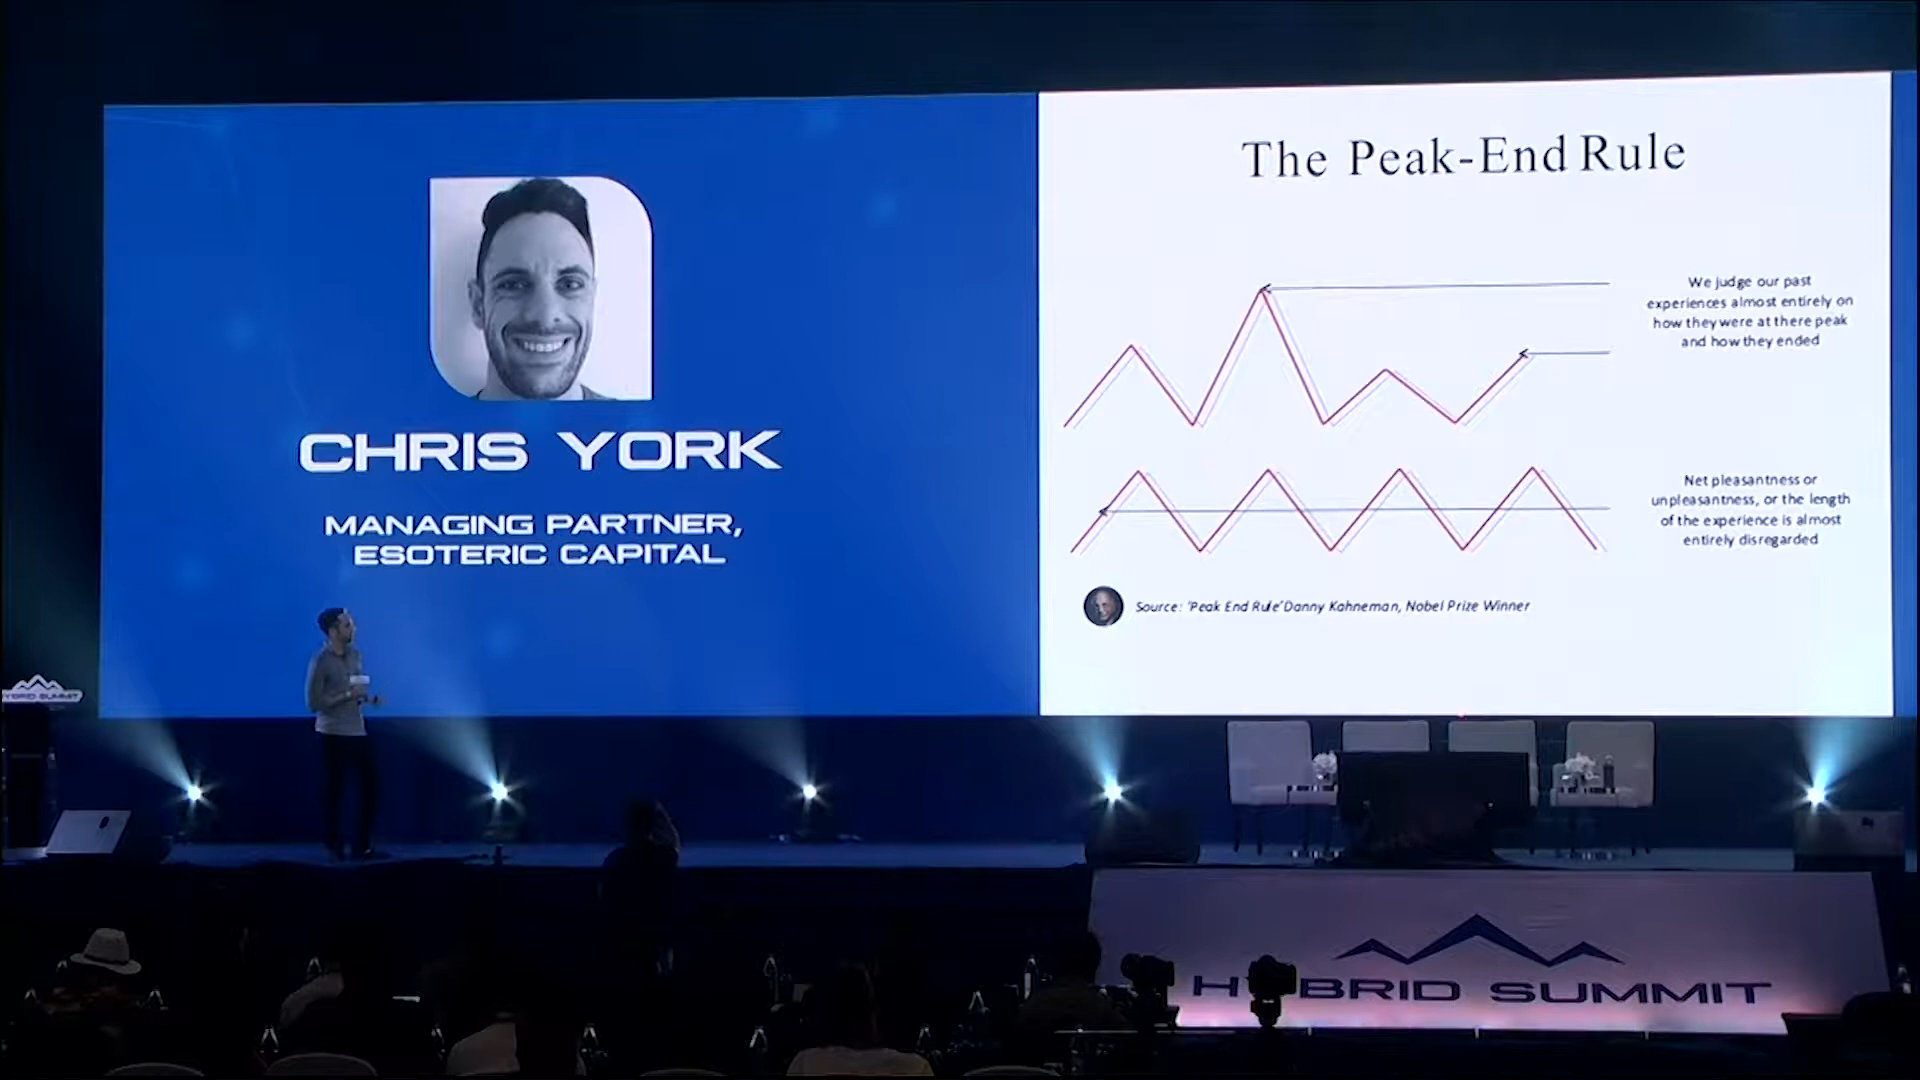 CHRIS YORK
MANAGING PARTNER,
ESOTERIC CAPITAL
The Peak-End Rule
We judge our past
experiences almost entirely on
how they were at there peak
and how they ended
Net pleasantness or
unpleasantness, or the length
of the experience is almost
entirely disregarded
Source: 'Peak End Rule' Danny Kahneman, Nobel Prize Winner
HYBRID SUMMIT
HYBRID SUMMIT